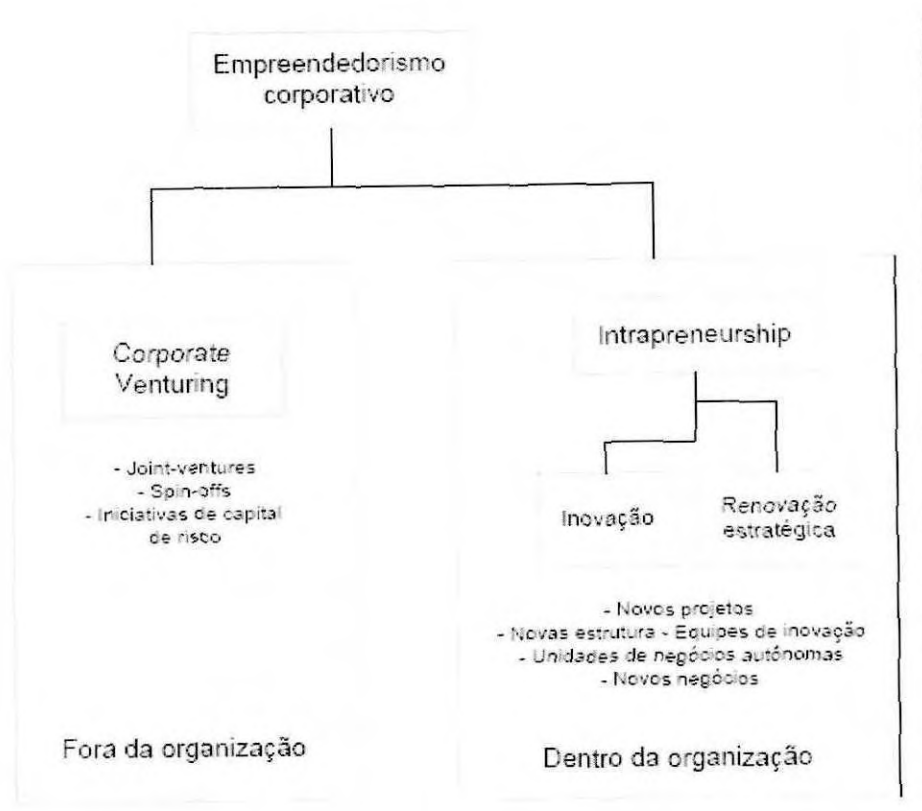 Empreendedorismo
corporativo
Corporate
Venturing
- Joint-ventures
- Spin-offs
- Iniciativas de capital
de risco
Fora da organização
Intrapreneurship
Inovação
Renovação
estratégica
- Novos projetos
- Novas estrutura - Equipes de inovação
- Unidades de negócios autônomas
- Novos negócios
Dentro da organização